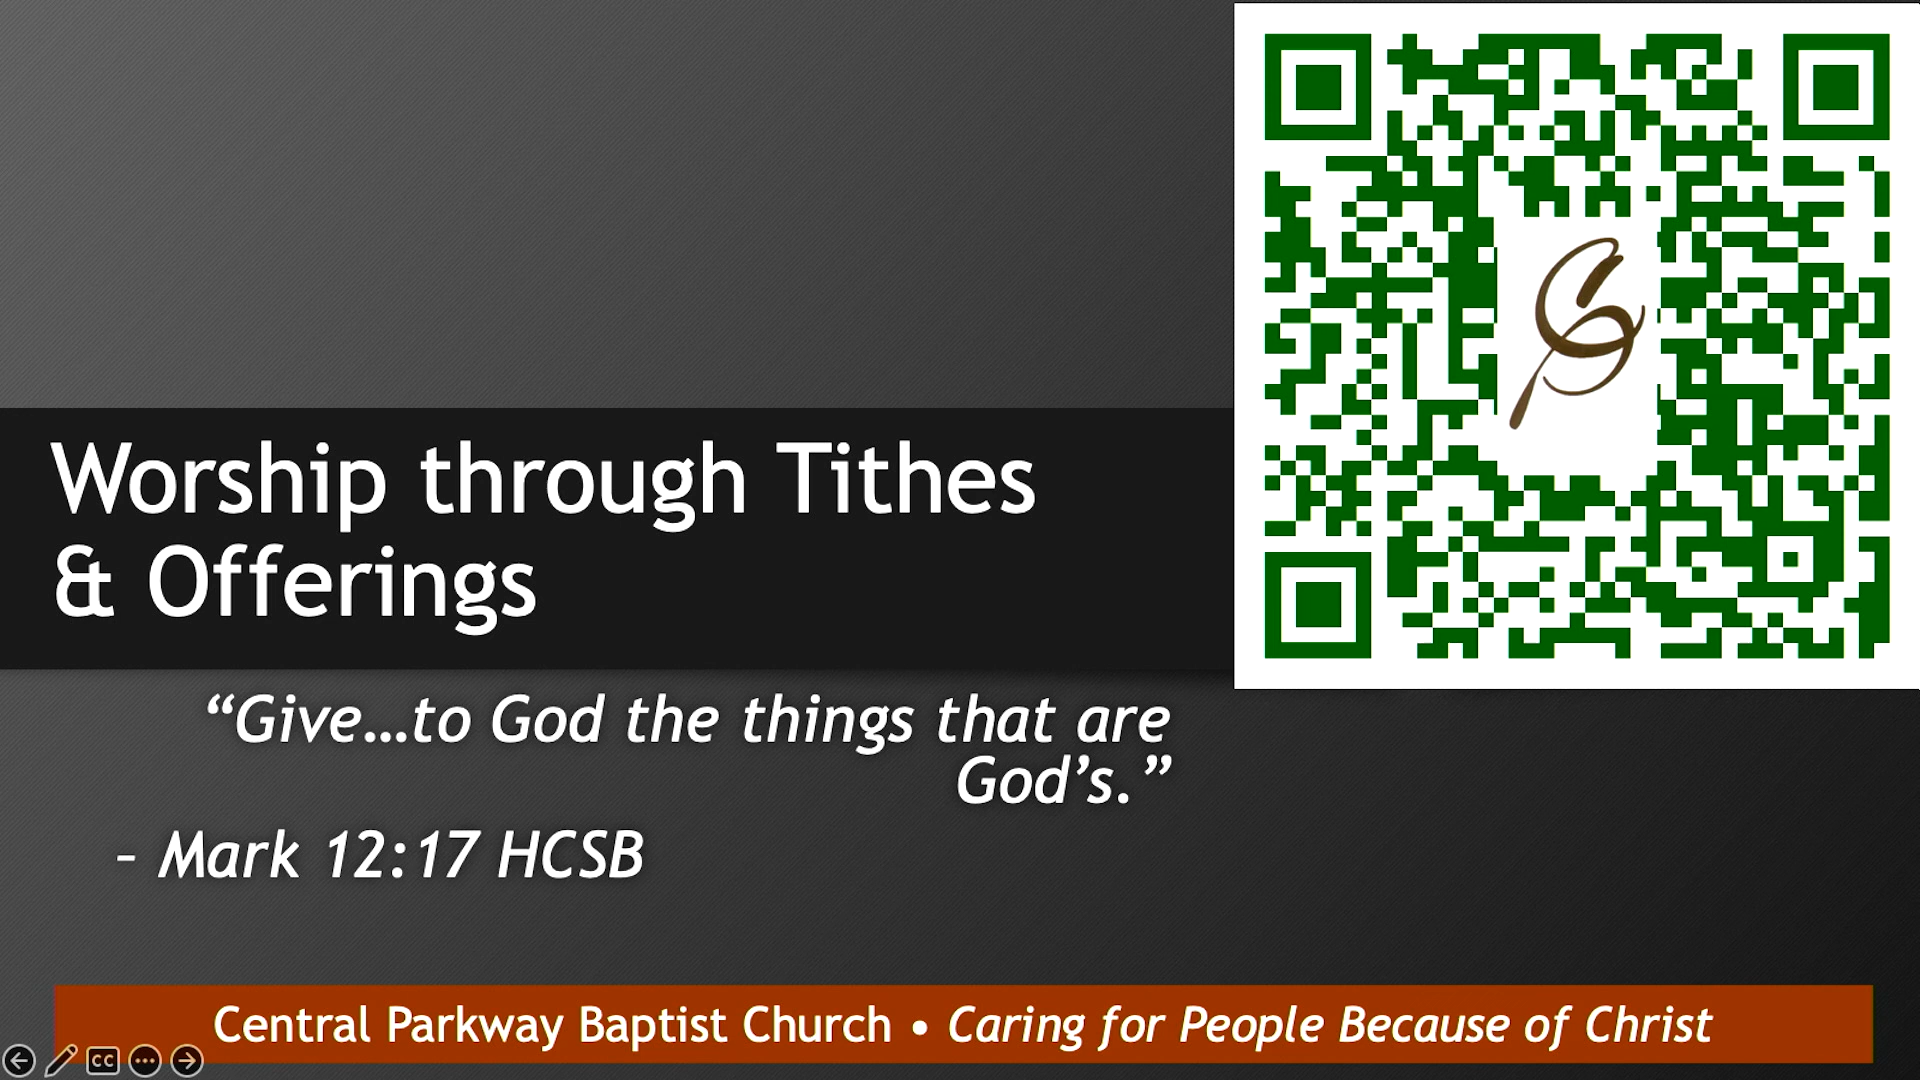 Worship through Tithes
& Offerings
“Give…to God the things that are
God’s.”
– Mark 12:17 HCSB
Central Parkway Baptist Church • Caring for People Because of Christ
CC